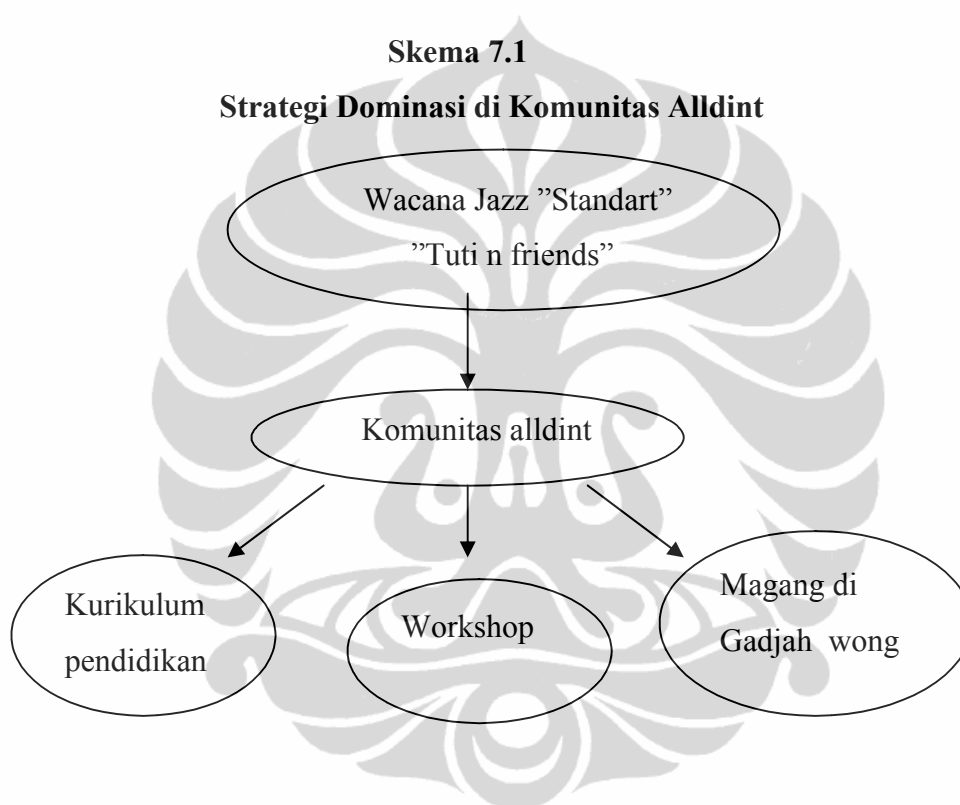 Skema 7.1
Strategi Dominasi di Komunitas Alldint
Wacana Jazz ”Standart”
”Tuti n friends”
Komunitas alldint
Kurikulum
pendidikan
Workshop
Magang di
Gadjah wong